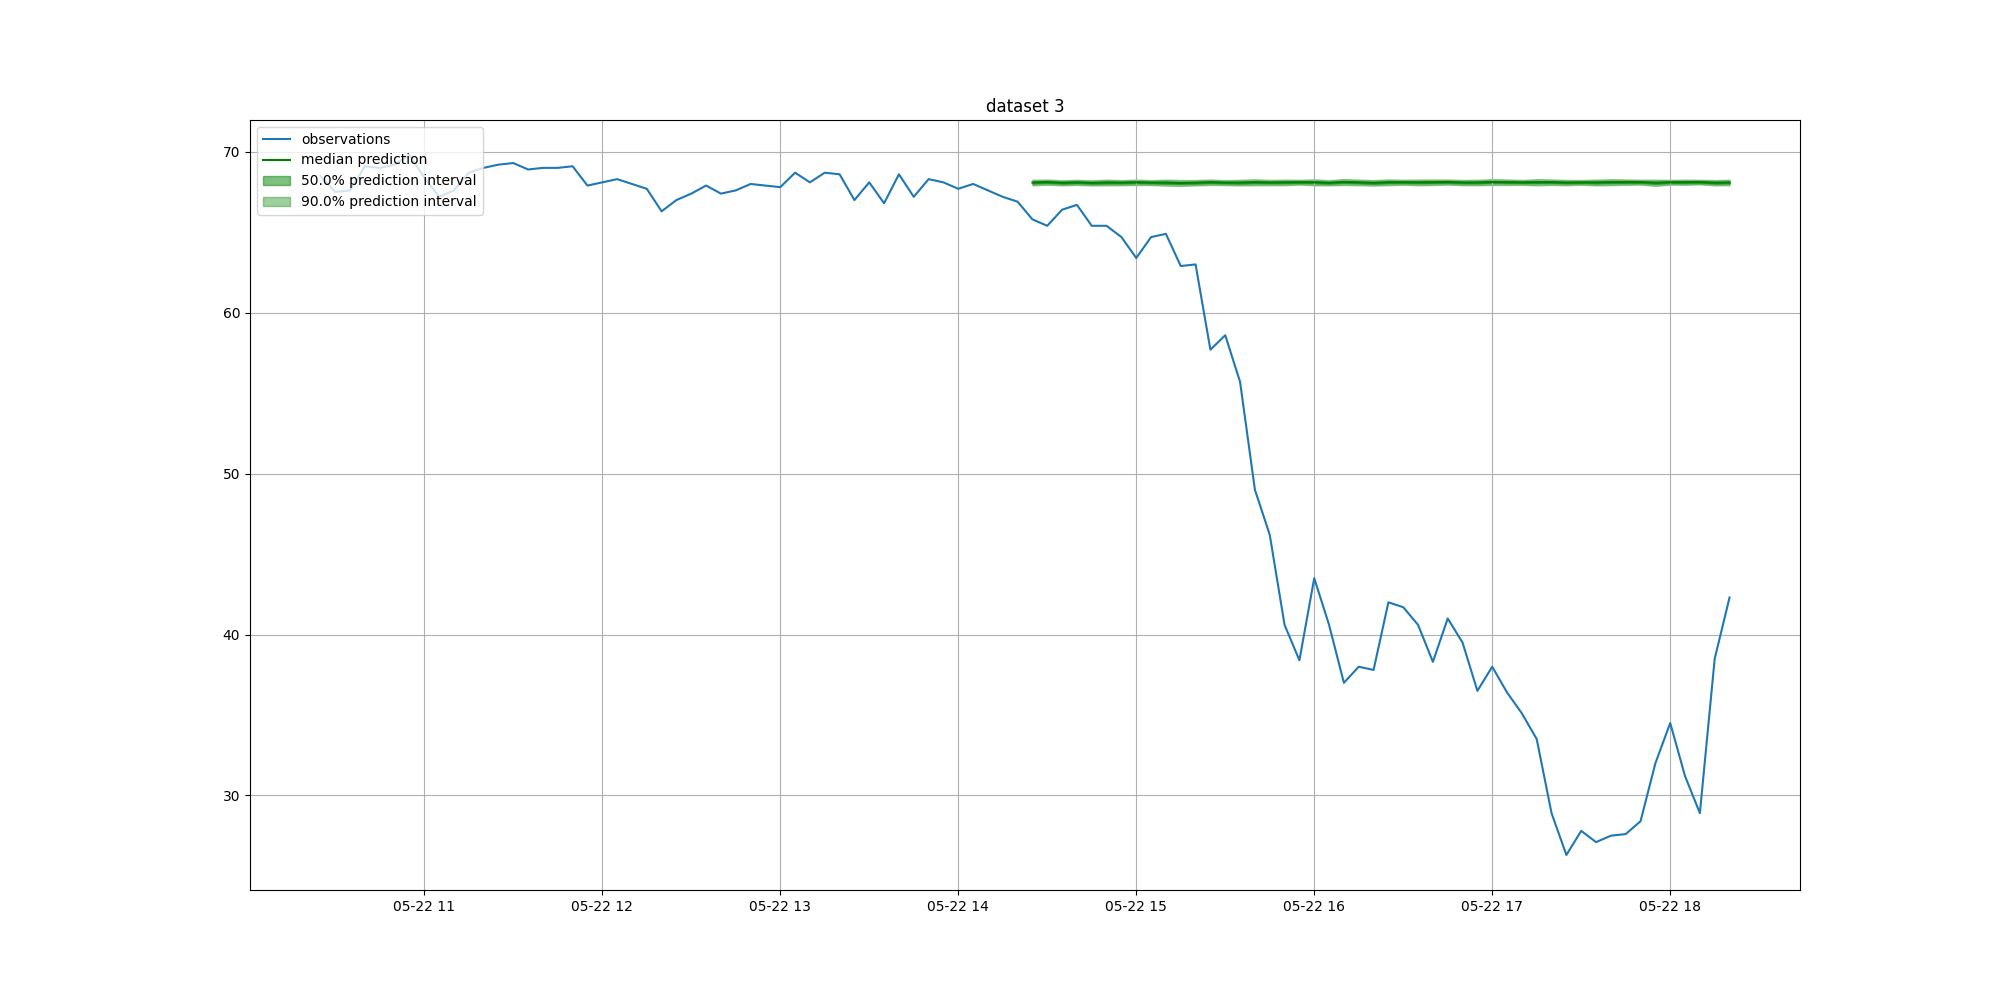 dataset 3
observations
median prediction
50.0% prediction interval
90.0% prediction interval
70
60
50
40
30
05-22 11
05-22 12
05-22 13
05-22 14
05-22 15
05-22 16
05-22 17
05-22 18